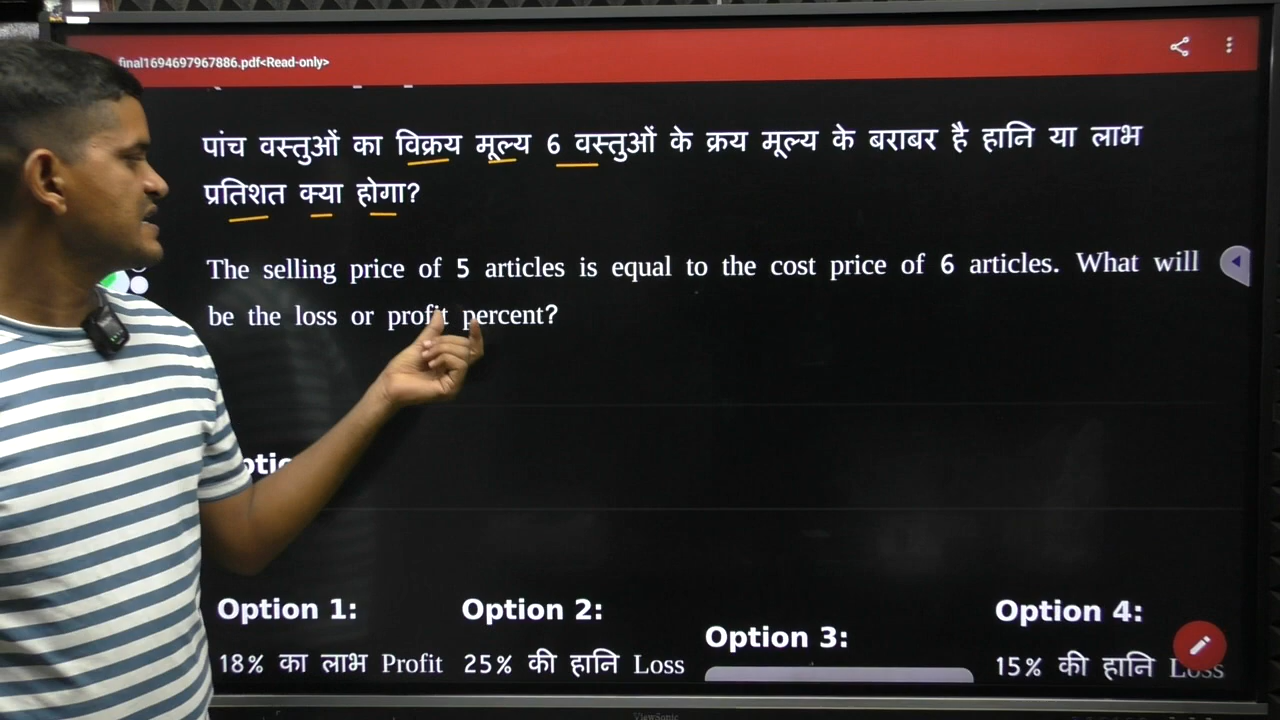 final1694697967886.pdf<Read-only>
पांच वस्तुओं का विक्रय मूल्य 6 वस्तुओं के क्रय मूल्य के बराबर है हानि या लाभ
प्रतिशत क्या होगा?
The selling price of 5 articles is equal to the cost price of 6 articles. What will
be the loss or profit percent?
Option 1:
Option 2:
Option 3:
Option 4:
18% का लाभ Profit
25% की हानि Loss
15% की हानि Loss
ViewSonic